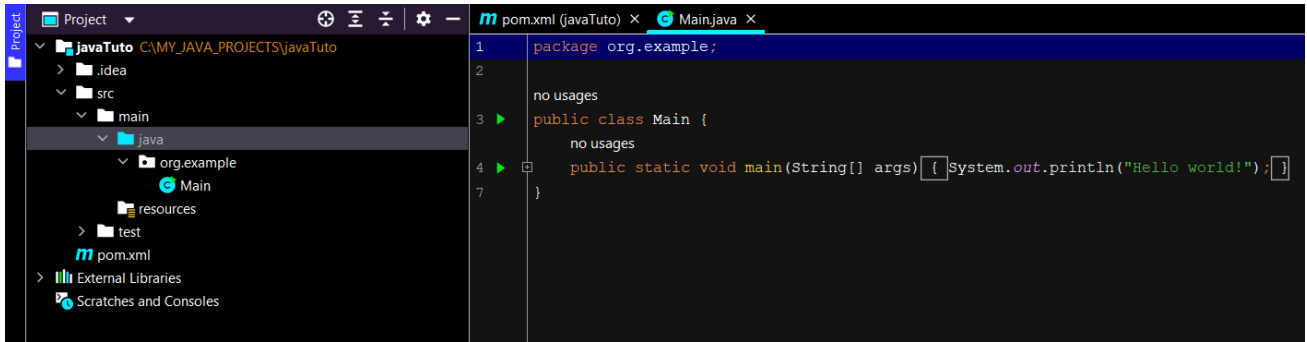 Project
Project
javaTuto C:\MY_JAVA_PROJECTS\javaTuto
.idea
src
main
java
org.example
Main
resources
test
pom.xml
External Libraries
Scratches and Consoles
pom.xml (javaTuto)
Main.java
1 package org.example;
2
no usages
3 public class Main {
no usages
4 public static void main(String[] args) { System.out.println("Hello world!"); }
7 }